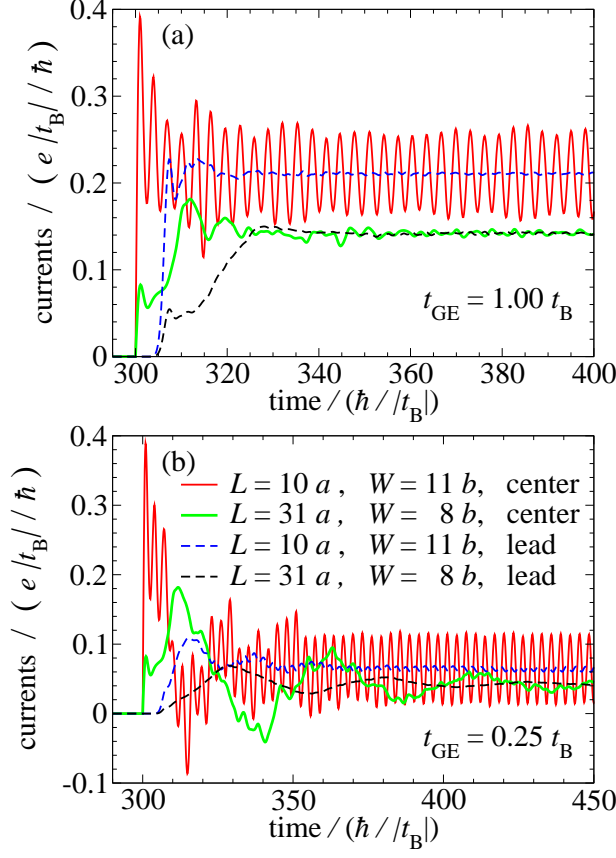 (a)
0.4
0.3
0.2
0.1
0
currents / ( e |t_B| / ħ )
t_GE = 1.00 t_B
300 320 340 360 380 400
time / (ħ / |t_B|)
(b)
0.4
0.3
0.2
0.1
0
-0.1
currents / ( e |t_B| / ħ )
L = 10 a , W = 11 b, center
L = 31 a , W = 8 b, center
L = 10 a , W = 11 b, lead
L = 31 a , W = 8 b, lead
t_GE = 0.25 t_B
300 350 400 450
time / (ħ / |t_B|)